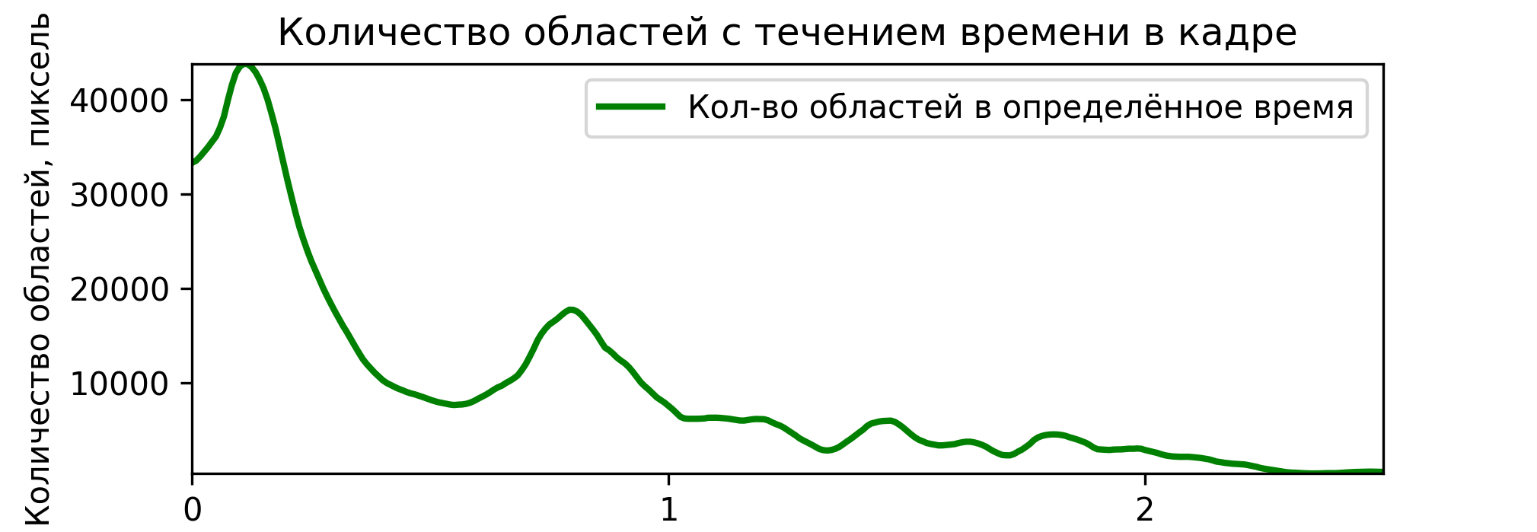 Количество областей с течением времени в кадре
Количество областей, пиксель
Кол-во областей в определённое время
40000
30000
20000
10000
0
1
2